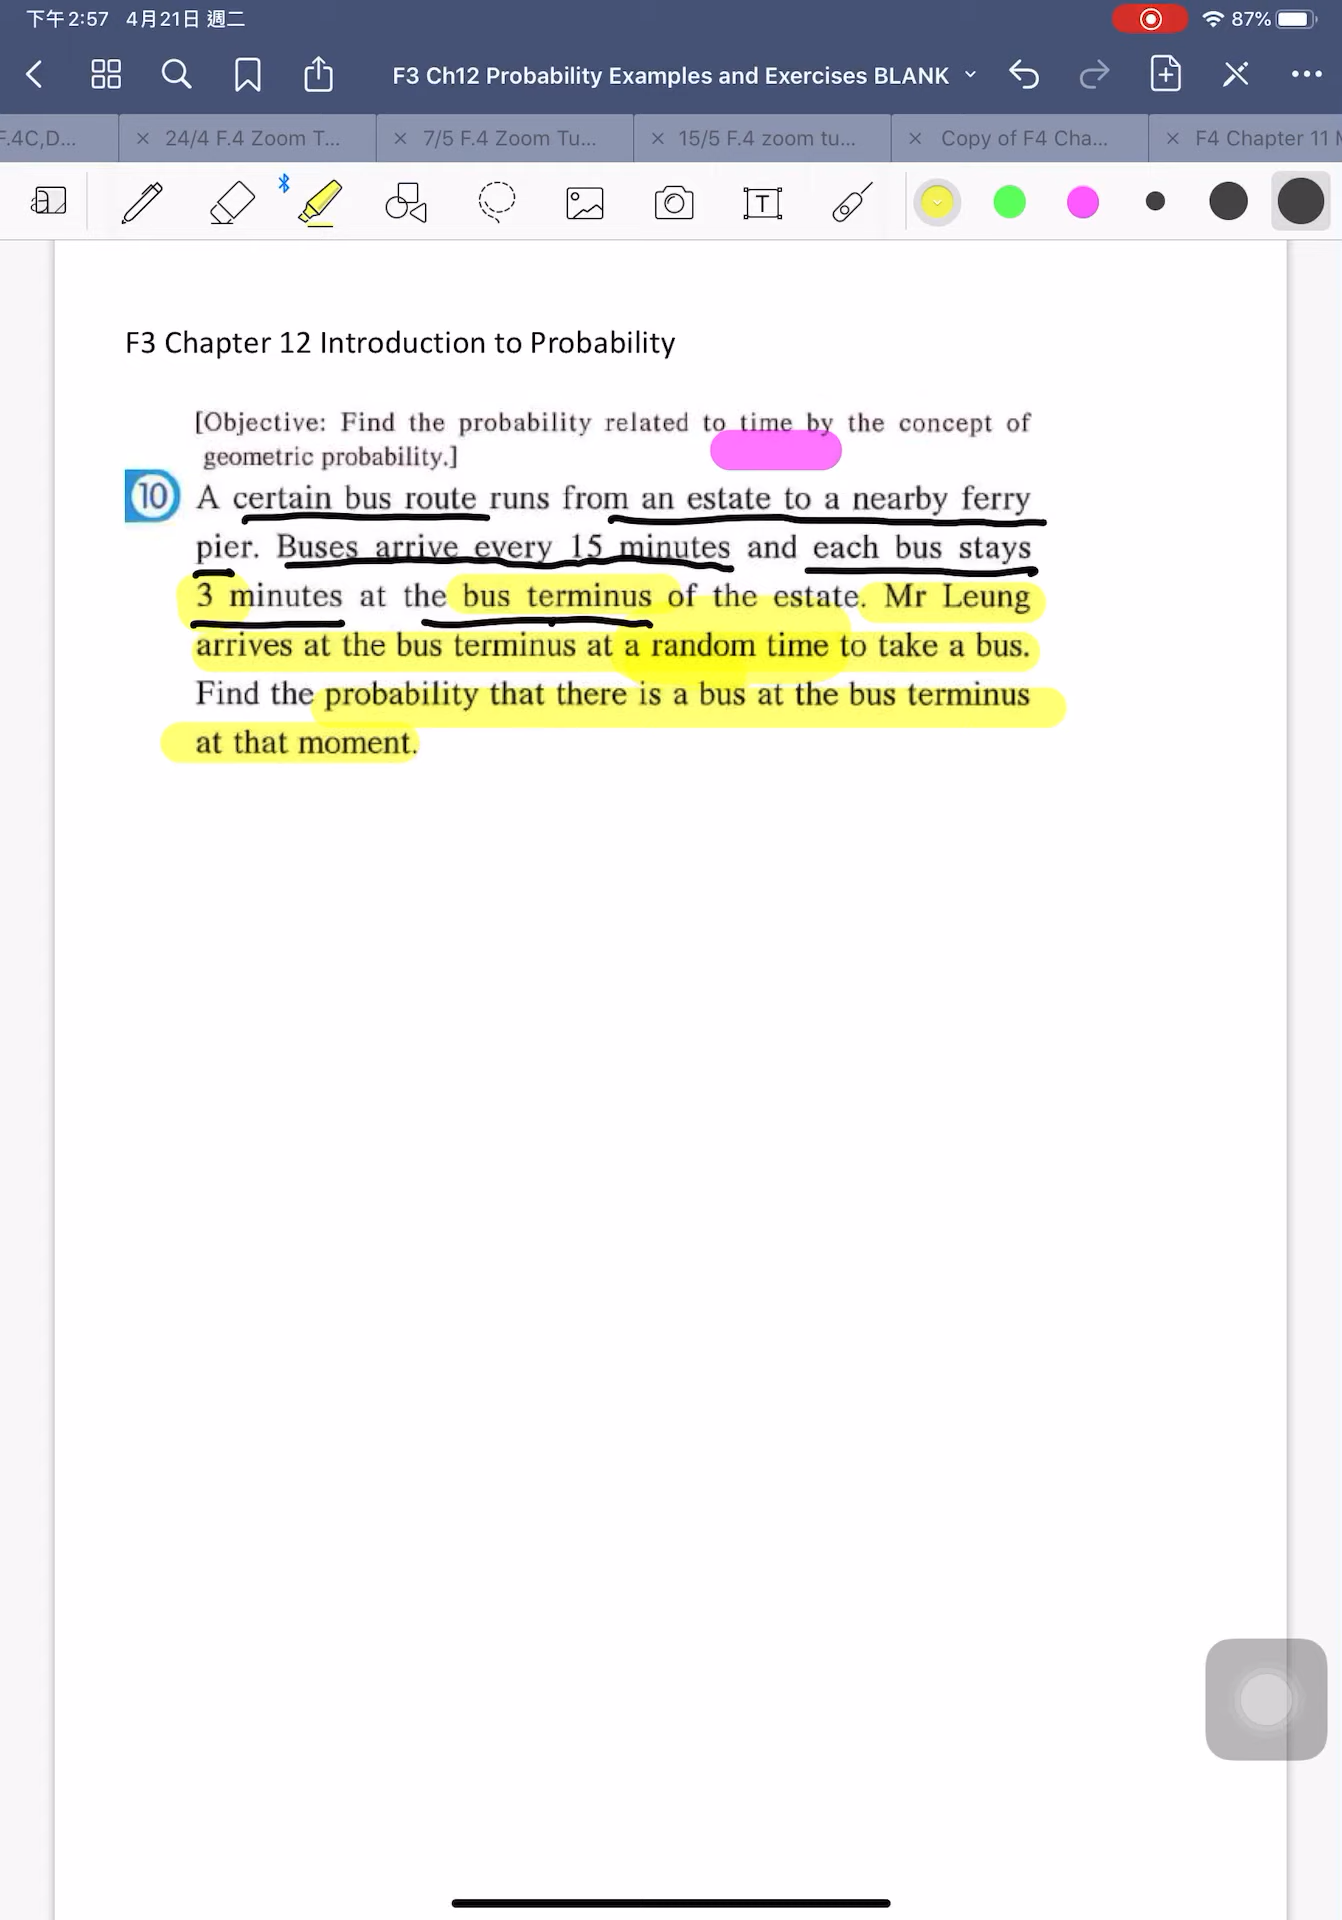 下午2:57 4月21日 週二
87%
F3 Ch12 Probability Examples and Exercises BLANK
F.4C,D...
24/4 F.4 Zoom T...
7/5 F.4 Zoom Tu...
15/5 F.4 zoom tu...
Copy of F4 Cha...
F4 Chapter 11
T
F3 Chapter 12 Introduction to Probability
[Objective: Find the probability related to time by the concept of
geometric probability.]
10 A certain bus route runs from an estate to a nearby ferry
pier. Buses arrive every 15 minutes and each bus stays
3 minutes at the bus terminus of the estate. Mr Leung
arrives at the bus terminus at a random time to take a bus.
Find the probability that there is a bus at the bus terminus
at that moment.